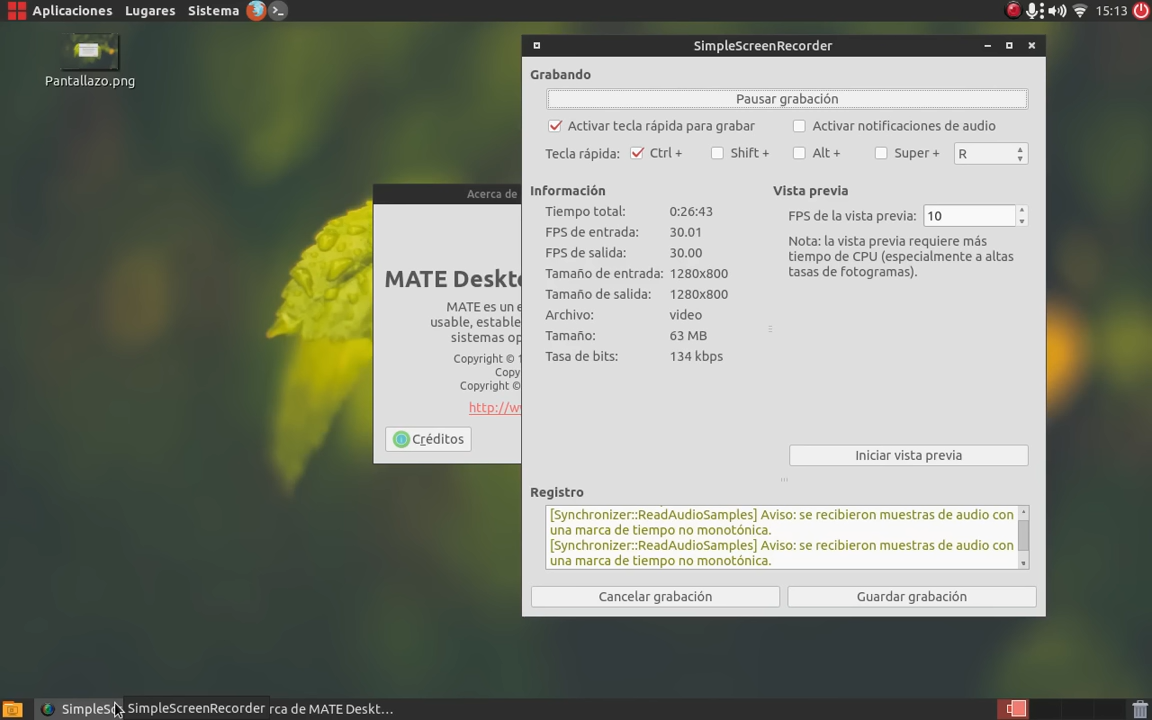 Aplicaciones Lugares Sistema
15:13
Pantallazo.png
SimpleScreenRecorder
Grabando
Pausar grabación
Activar tecla rápida para grabar
Activar notificaciones de audio
Tecla rápida: Ctrl + Shift + Alt + Super + R
Información
Tiempo total: 0:26:43
FPS de entrada: 30.01
FPS de salida: 30.00
Tamaño de entrada: 1280x800
Tamaño de salida: 1280x800
Archivo: video
Tamaño: 63 MB
Tasa de bits: 134 kbps
Vista previa
FPS de la vista previa: 10
Nota: la vista previa requiere más
tiempo de CPU (especialmente a altas
tasas de fotogramas).
Iniciar vista previa
Registro
[Synchronizer::ReadAudioSamples] Aviso: se recibieron muestras de audio con
una marca de tiempo no monotónica.
[Synchronizer::ReadAudioSamples] Aviso: se recibieron muestras de audio con
una marca de tiempo no monotónica.
Cancelar grabación
Guardar grabación
Acerca de
MATE Deskt
MATE es un e
usable, estable
sistemas op
Copyright © 1
Copy
Copyright ©
http://w
Créditos
SimpleSc
SimpleScreenRecorder
rca de MATE Deskt...